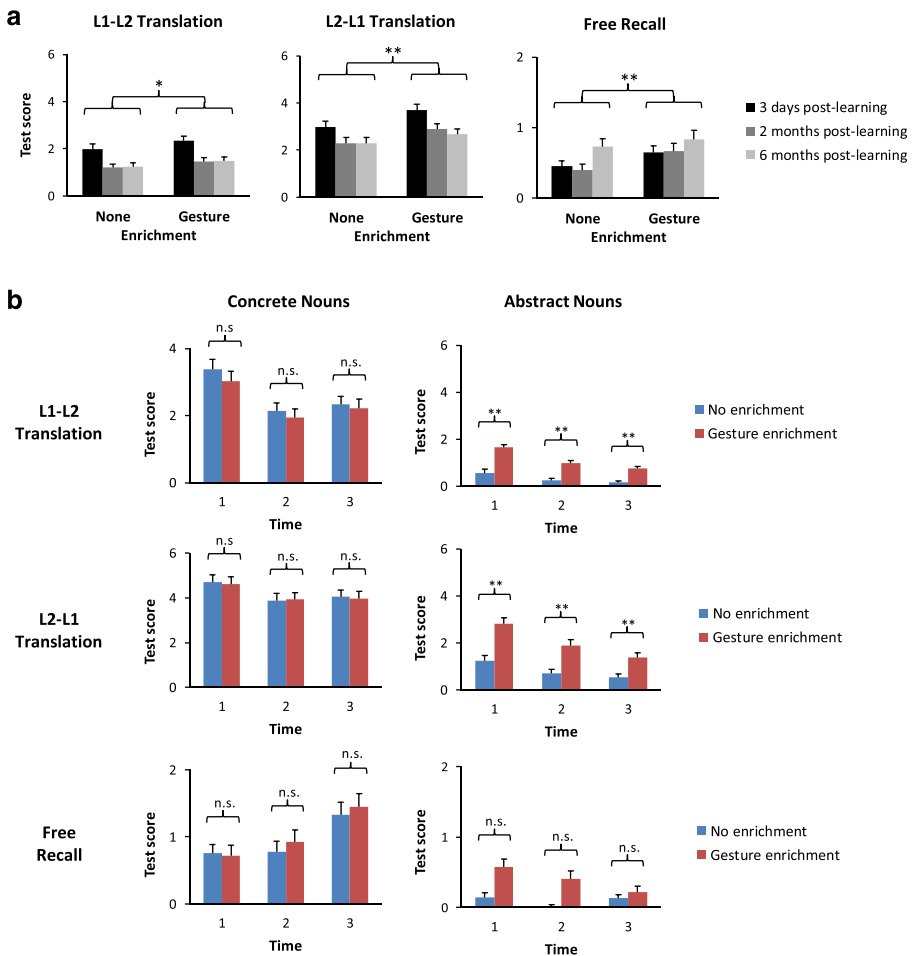 a
L1-L2 Translation
L2-L1 Translation
Free Recall
Test score
6
4
2
0
*
None
Gesture
Enrichment
6
4
2
0
**
None
Gesture
Enrichment
2
1
0
**
None
Gesture
Enrichment
3 days post-learning
2 months post-learning
6 months post-learning
b
Concrete Nouns
Abstract Nouns
L1-L2
Translation
Test score
4
2
0
n.s
n.s.
n.s.
1
2
3
Time
Test score
6
4
2
0
**
**
**
1
2
3
Time
No enrichment
Gesture enrichment
L2-L1
Translation
Test score
6
4
2
0
n.s
n.s.
n.s.
1
2
3
Time
Test score
6
4
2
0
**
**
**
1
2
3
Time
No enrichment
Gesture enrichment
Free
Recall
Test score
2
1
0
n.s.
n.s.
n.s.
1
2
3
Time
Test score
2
1
0
n.s.
n.s.
n.s.
1
2
3
Time
No enrichment
Gesture enrichment